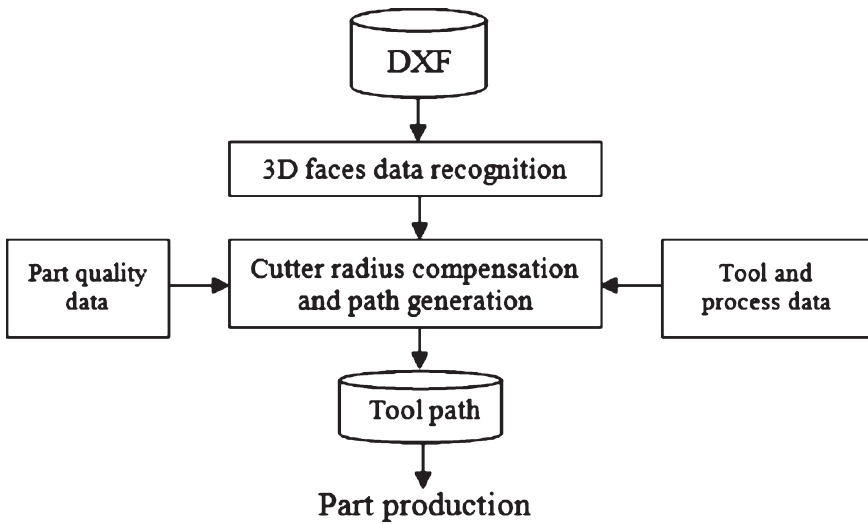 DXF
3D faces data recognition
Part quality
data
Cutter radius compensation
and path generation
Tool and
process data
Tool path
Part production